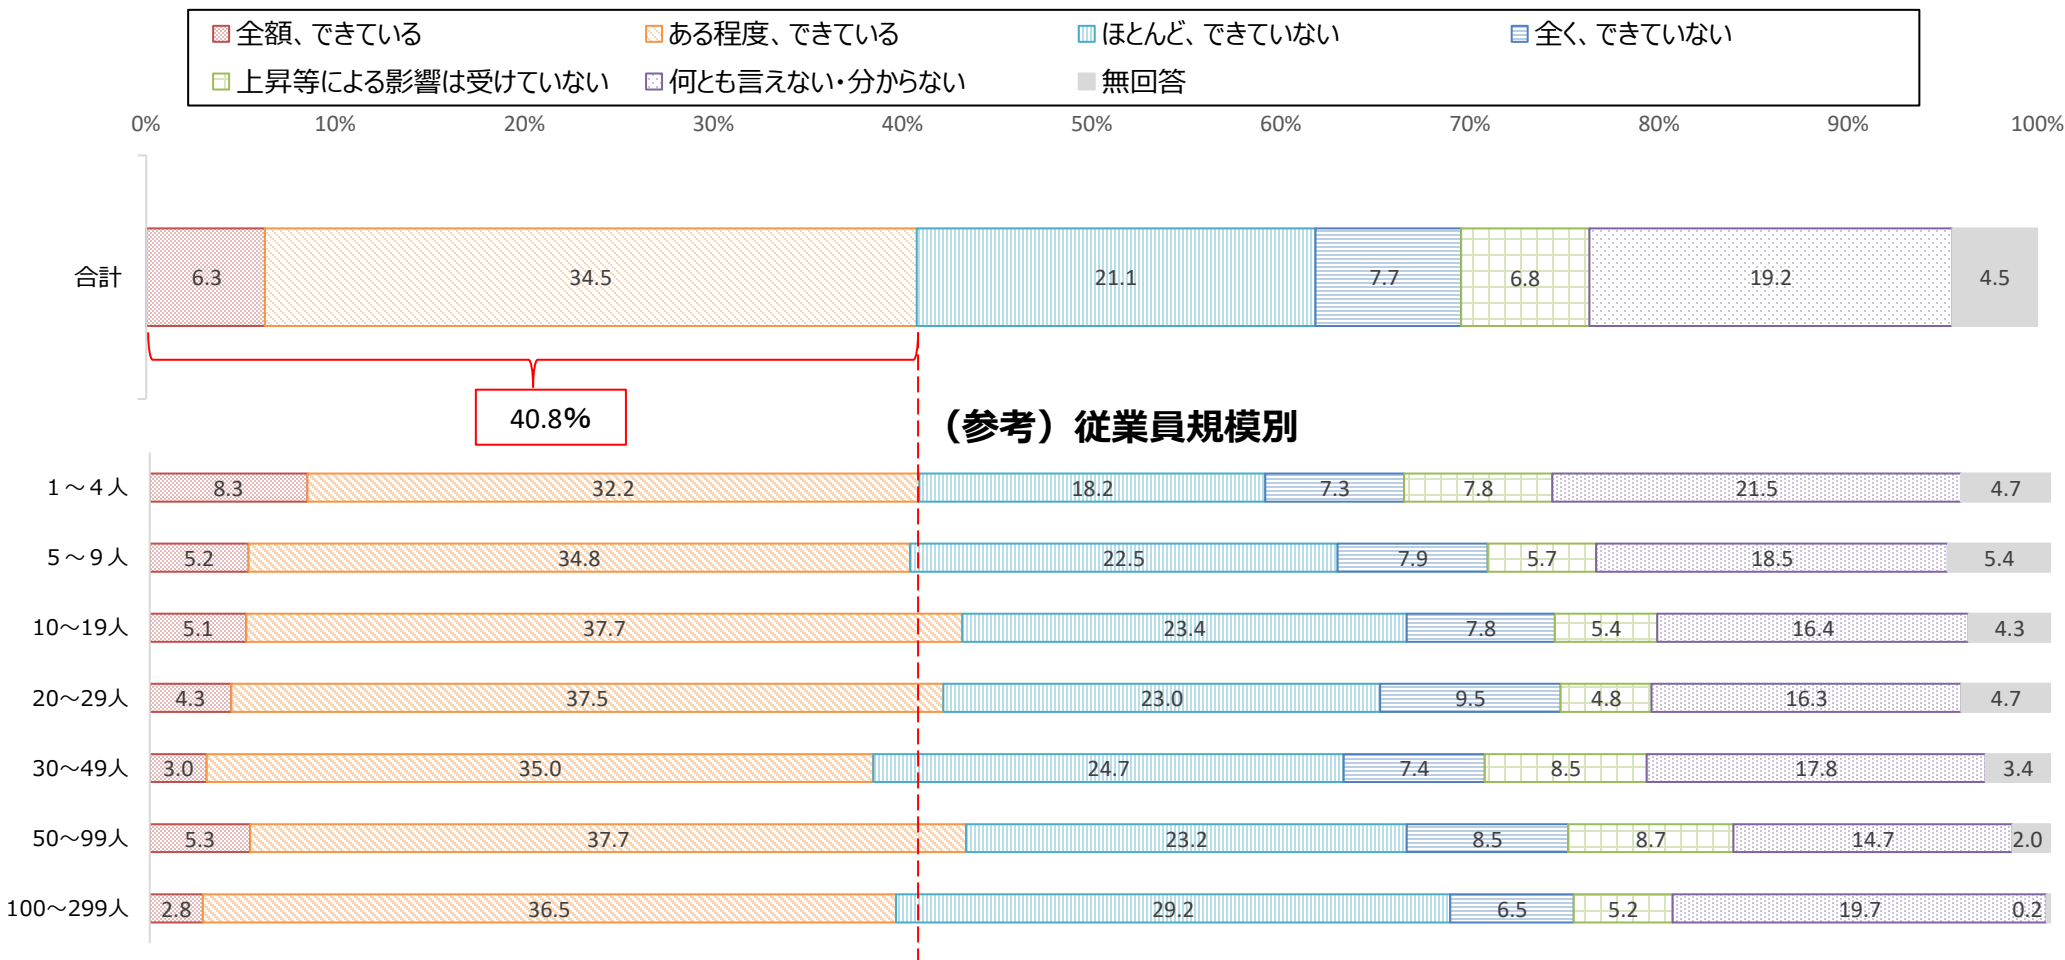 全額、できている ある程度、できている ほとんど、できていない 全く、できていない
上昇等による影響は受けていない 何とも言えない・分からない 無回答
0% 10% 20% 30% 40% 50% 60% 70% 80% 90% 100%
合計 6.3 34.5 21.1 7.7 6.8 19.2 4.5
40.8%
（参考）従業員規模別
1～4人 8.3 32.2 18.2 7.3 7.8 21.5 4.7
5～9人 5.2 34.8 22.5 7.9 5.7 18.5 5.4
10～19人 5.1 37.7 23.4 7.8 5.4 16.4 4.3
20～29人 4.3 37.5 23.0 9.5 4.8 16.3 4.7
30～49人 3.0 35.0 24.7 7.4 8.5 17.8 3.4
50～99人 5.3 37.7 23.2 8.5 8.7 14.7 2.0
100～299人 2.8 36.5 29.2 6.5 5.2 19.7 0.2